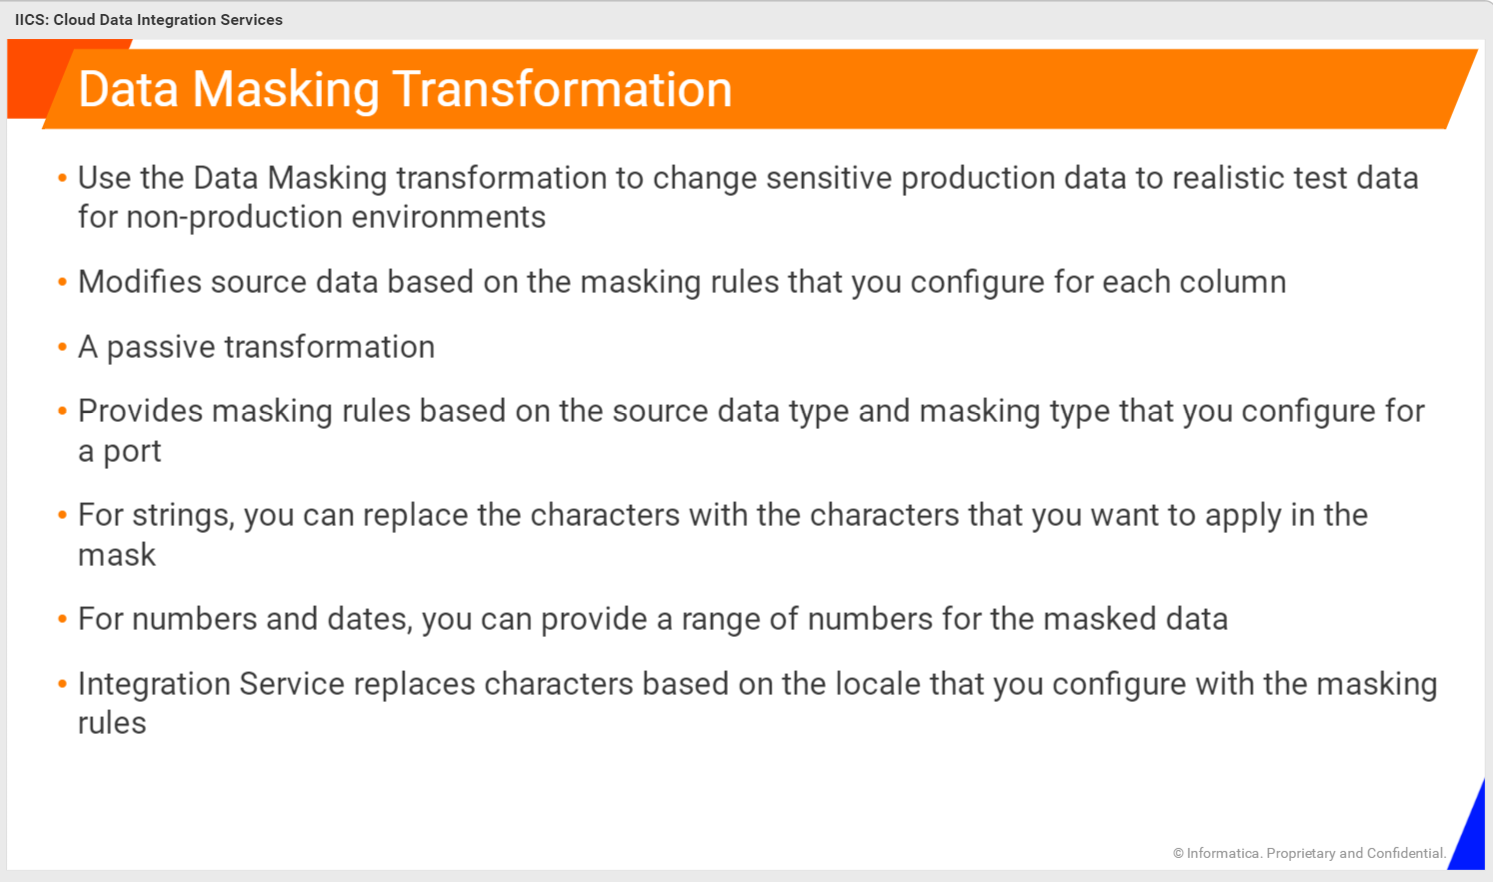 IICS: Cloud Data Integration Services
Data Masking Transformation
• Use the Data Masking transformation to change sensitive production data to realistic test data
for non-production environments
• Modifies source data based on the masking rules that you configure for each column
• A passive transformation
• Provides masking rules based on the source data type and masking type that you configure for
a port
• For strings, you can replace the characters with the characters that you want to apply in the
mask
• For numbers and dates, you can provide a range of numbers for the masked data
• Integration Service replaces characters based on the locale that you configure with the masking
rules
© Informatica. Proprietary and Confidential.